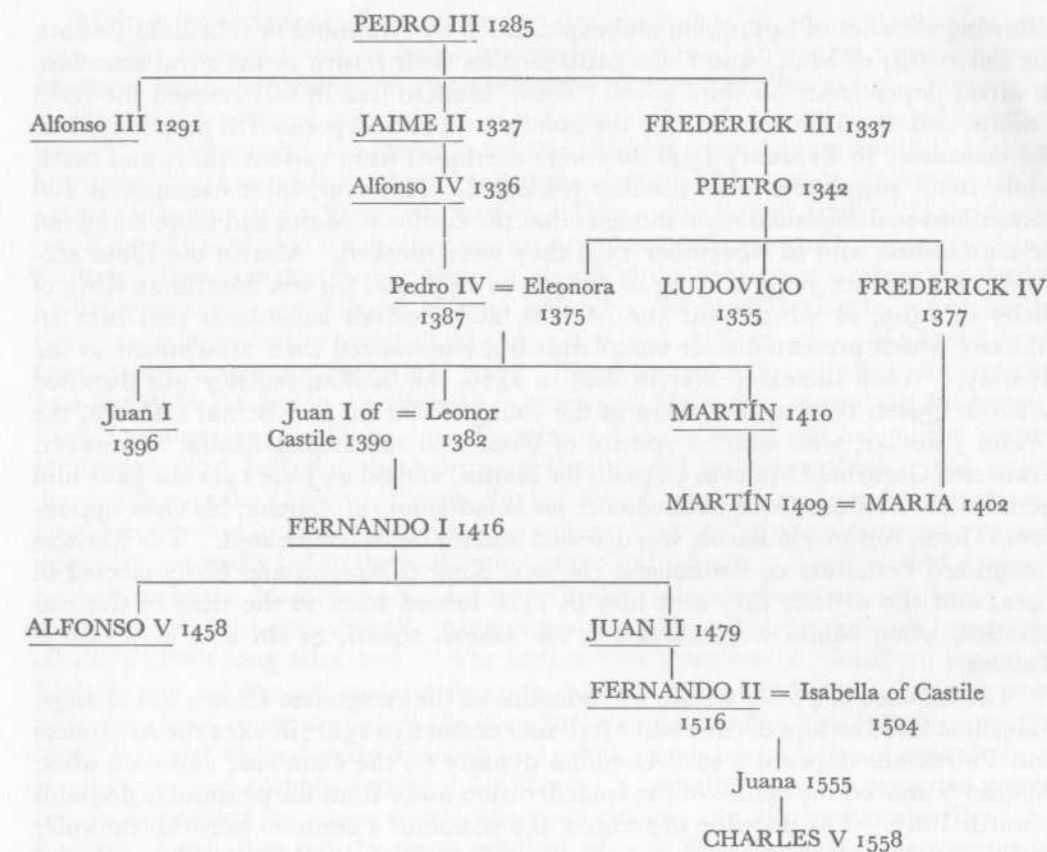 PEDRO III 1285
Alfonso III 1291 JAIME II 1327 FREDERICK III 1337
Alfonso IV 1336 PIETRO 1342
Pedro IV = Eleonora LUDOVICO FREDERICK IV
1387 1375 1355 1377
Juan I Juan I of = Leonor MARTÍN 1410
1396 Castile 1390 1382
MARTÍN 1409 = MARIA 1402
FERNANDO I 1416
ALFONSO V 1458 JUAN II 1479
FERNANDO II = Isabella of Castile
1516 1504
Juana 1555
CHARLES V 1558